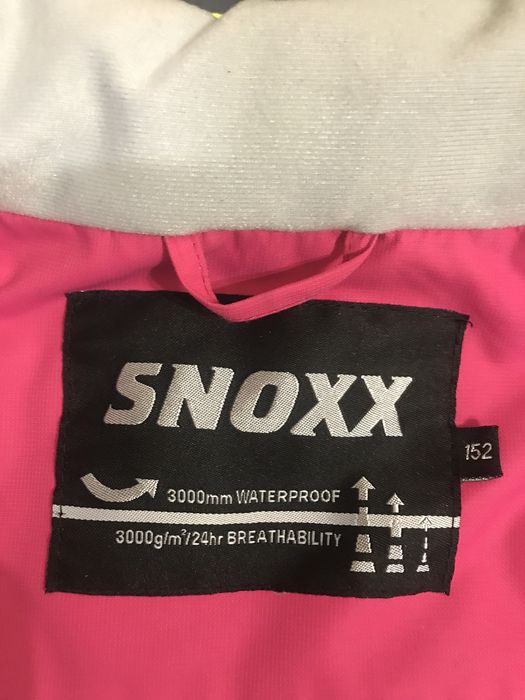 SNOXX
152
3000mm WATERPROOF
3000g/m²/24hr BREATHABILITY